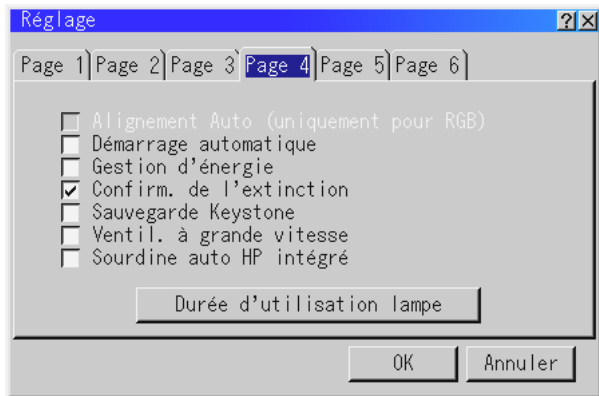 Réglage
Page 1 Page 2 Page 3 Page 4 Page 5 Page 6
Alignement Auto (uniquement pour RGB)
Démarrage automatique
Gestion d'énergie
Confirm. de l'extinction
Sauvegarde Keystone
Ventil. à grande vitesse
Sourdine auto HP intégré
Durée d'utilisation lampe
OK Annuler